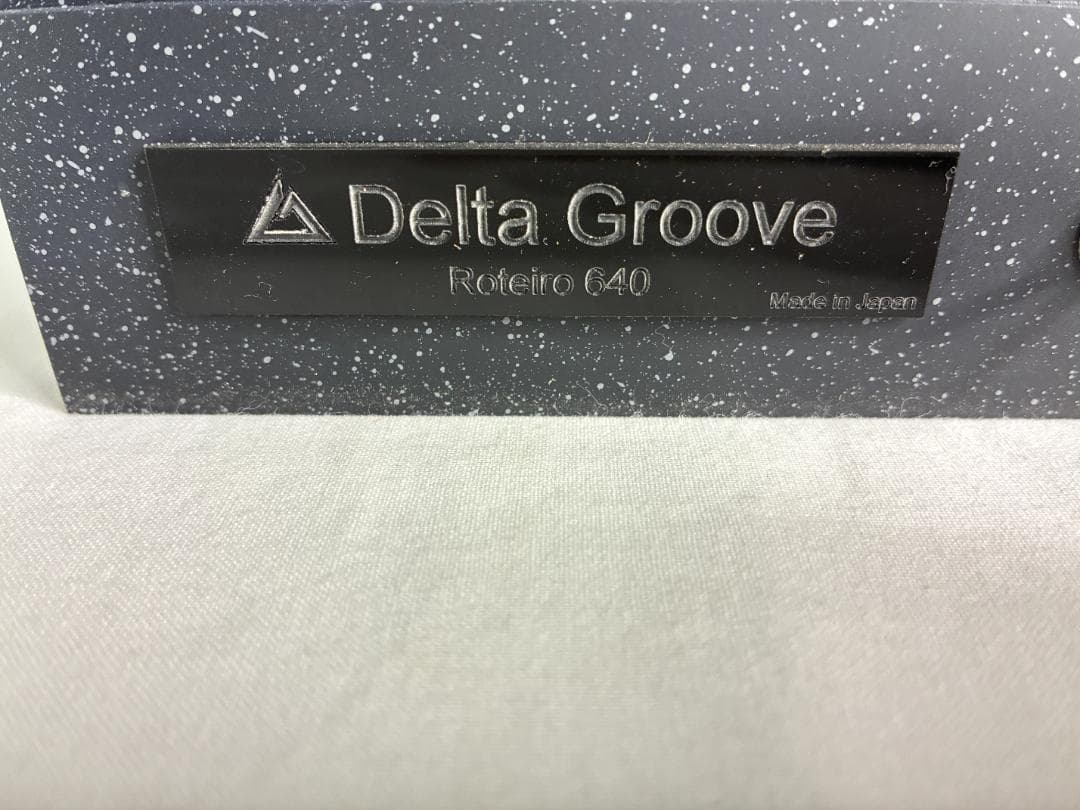 Delta Groove
Roteiro 640
Made in Japan